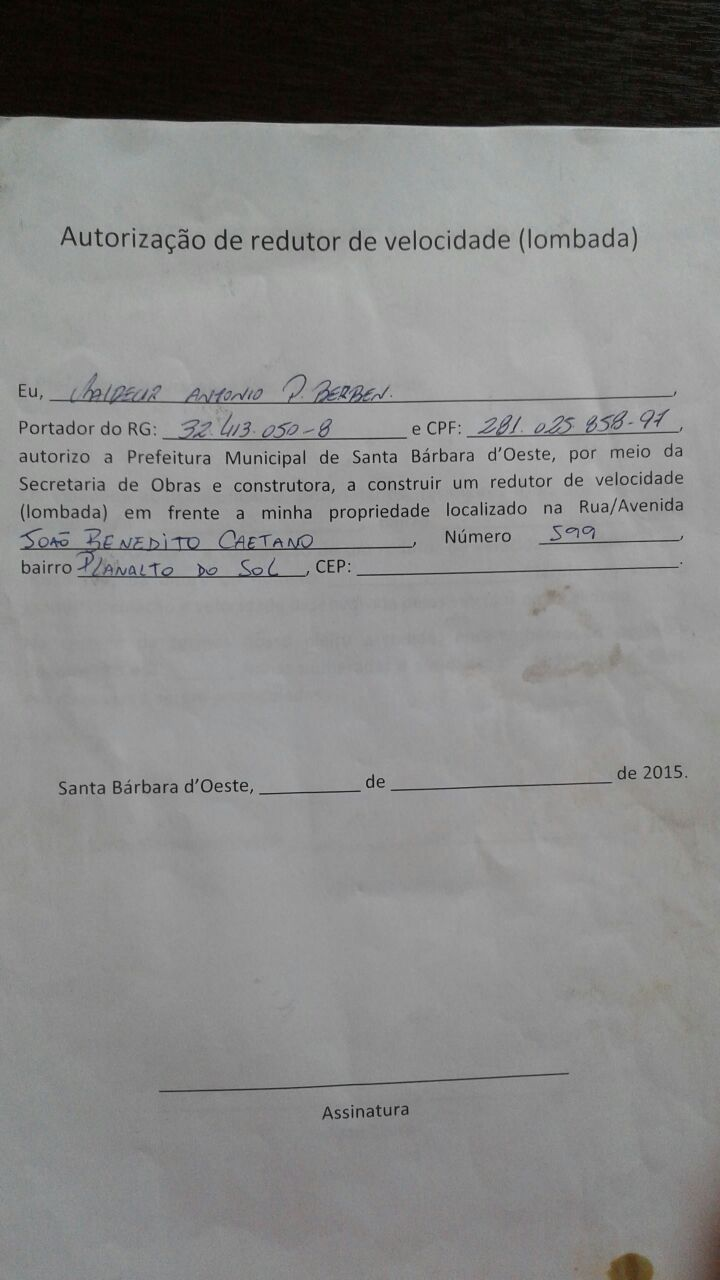 Autorização de redutor de velocidade (lombada)
Eu, VALDECIR ANTONIO P. BERBEN.,
Portador do RG: 32.413.050-8 e CPF: 281.025.858-97,
autorizo a Prefeitura Municipal de Santa Bárbara d'Oeste, por meio da
Secretaria de Obras e construtora, a construir um redutor de velocidade
(lombada) em frente a minha propriedade localizado na Rua/Avenida
JOÃO BENEDITO CAETANO, Número 599,
bairro PLANALTO DO SOL, CEP: .
Santa Bárbara d'Oeste, de de 2015.
Assinatura